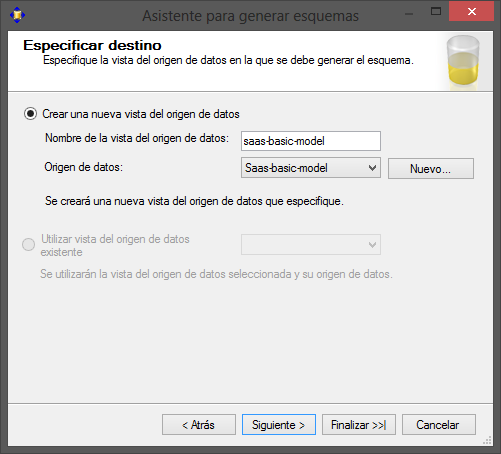 Asistente para generar esquemas
Especificar destino
Especifique la vista del origen de datos en la que se debe generar el esquema.
Crear una nueva vista del origen de datos
Nombre de la vista del origen de datos: saas-basic-model
Origen de datos: Saas-basic-model Nuevo...
Se creará una nueva vista del origen de datos que especifique.
Utilizar vista del origen de datos
existente
Se utilizarán la vista del origen de datos seleccionada y su origen de datos.
< Atrás Siguiente > Finalizar >>| Cancelar